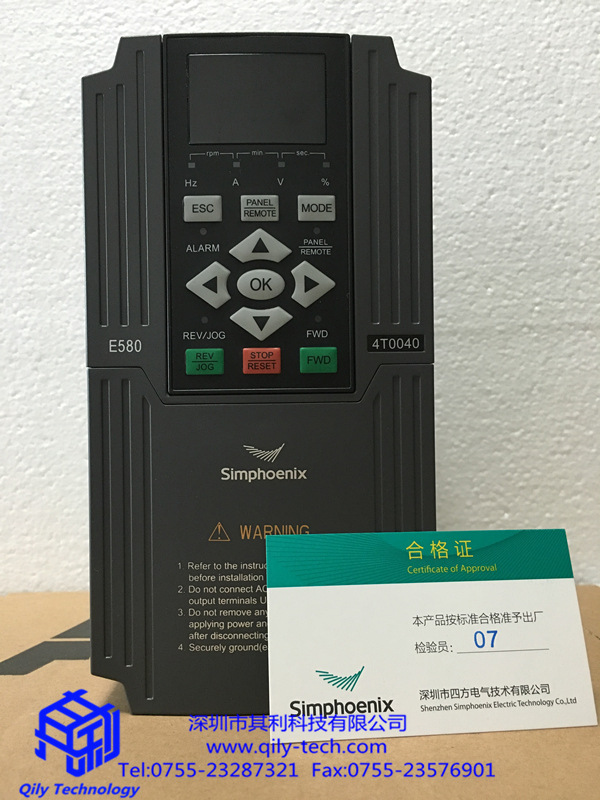 rpm min. sec.
Hz A V %
ESC PANEL REMOTE MODE
ALARM PANEL REMOTE
OK
REV/JOG FWD
E580 4T0040
REV JOG STOP RESET FWD
Simphoenix
WARNING
1 Refer to the instruc
before installation
2 Do not connect AC
output terminals U
3 Do not remove any
applying power an
after disconnecting
4 Securely ground(e
合格证
Certificate of Approval
本产品按标准合格准予出厂
检验员: 07
Simphoenix
深圳市四方电气技术有限公司
Shenzhen Simphoenix Electric Technology Co.,Ltd
深圳市其利科技有限公司
www.qily-tech.com
Tel:0755-23287321 Fax:0755-23576901
Qily Technology